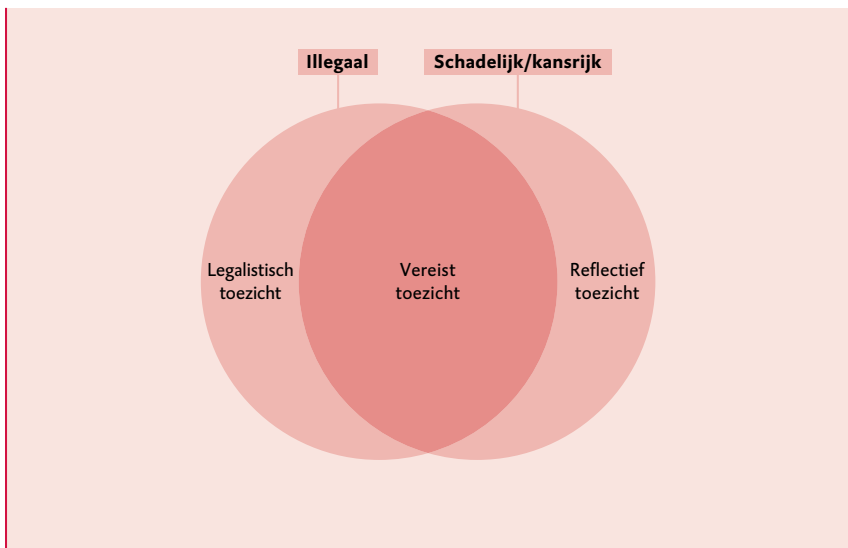 Illegaal
Schadelijk/kansrijk
Legalistisch
toezicht
Vereist
toezicht
Reflectief
toezicht